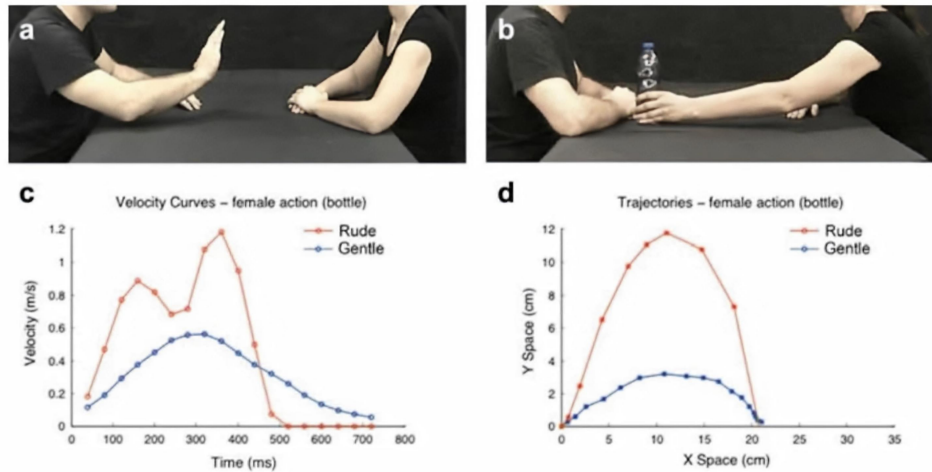 a
b
c
Velocity Curves – female action (bottle)
Rude
Gentle
1.2
1
0.8
0.6
0.4
0.2
0
Velocity (m/s)
0 100 200 300 400 500 600 700 800
Time (ms)
d
Trajectories – female action (bottle)
Rude
Gentle
12
10
8
6
4
2
0
Y Space (cm)
0 5 10 15 20 25 30 35
X Space (cm)